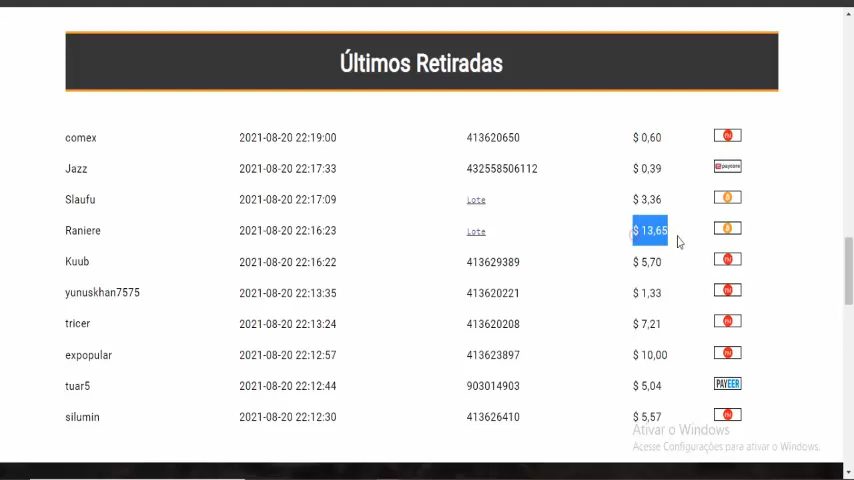 Últimos Retiradas
comex 2021-08-20 22:19:00 413620650 $ 0,60
Jazz 2021-08-20 22:17:33 432558506112 $ 0,39 payeone
Slaufu 2021-08-20 22:17:09 Lote $ 3,36
Raniere 2021-08-20 22:16:23 Lote $ 13,65
Kuub 2021-08-20 22:16:22 413629389 $ 5,70
yunuskhan7575 2021-08-20 22:13:35 413620221 $ 1,33
tricer 2021-08-20 22:13:24 413620208 $ 7,21
expopular 2021-08-20 22:12:57 413623897 $ 10,00
tuar5 2021-08-20 22:12:44 903014903 $ 5,04 PAYEER
silumin 2021-08-20 22:12:30 413626410 $ 5,57
Ativar o Windows
Acesse Configurações para ativar o Windows.